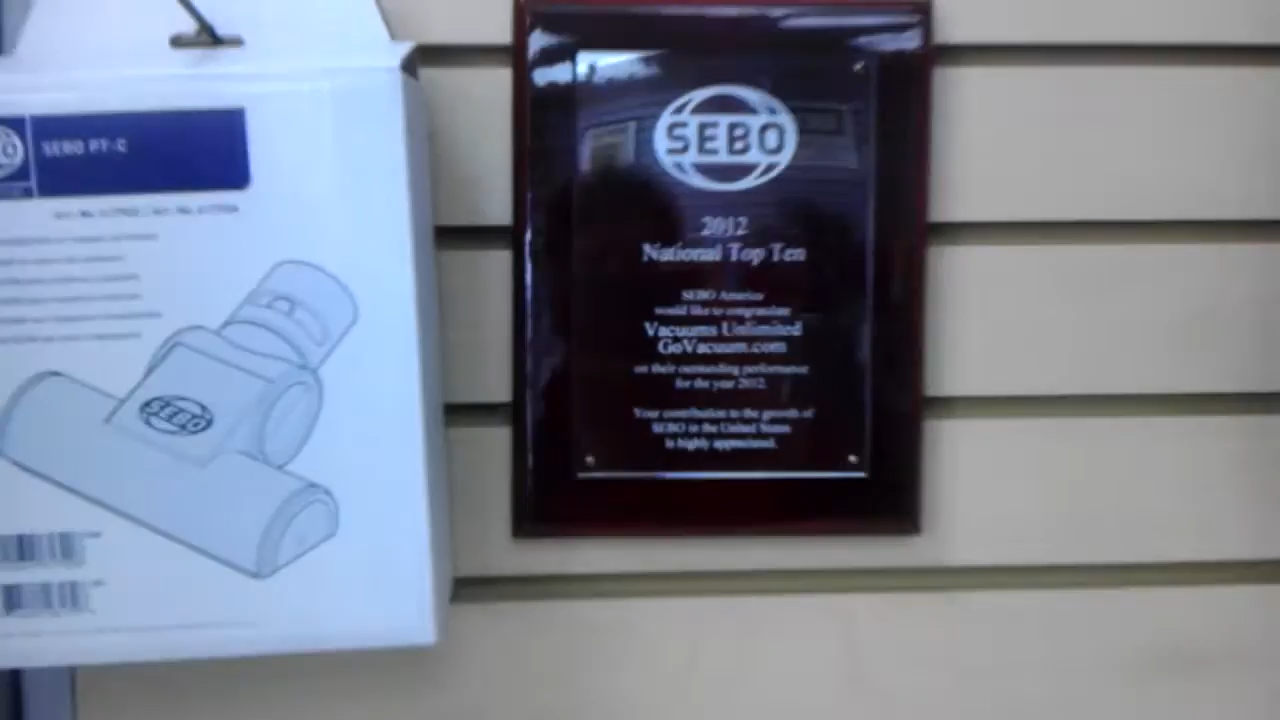 SEBO PT-C
SEBO
SEBO
2012
National Top Ten
SEBO America
would like to congratulate
Vacuums Unlimited
GoVacuum.com
on their outstanding performance
for the year 2012.
Your contribution to the growth of
SEBO in the United States
is highly appreciated.